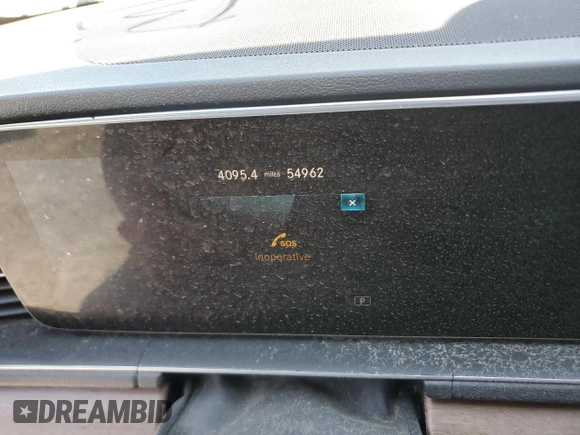 4095.4 miles 54962
×
SOS
Inoperative
P
DREAMBID